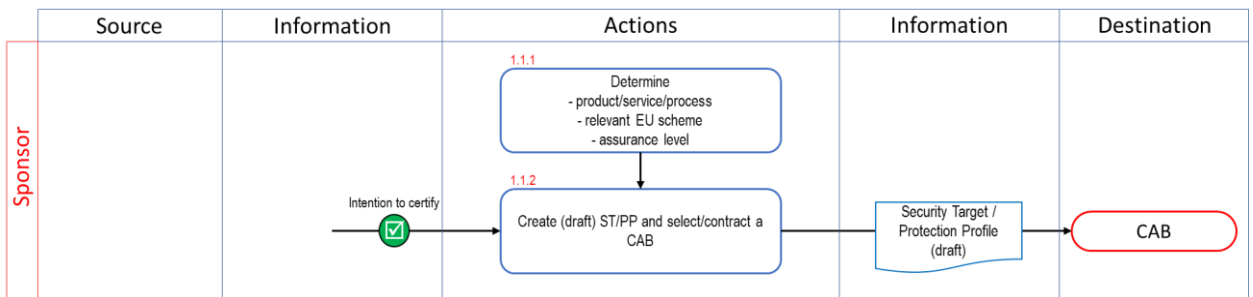 Source
Information
Actions
Information
Destination
Sponsor
1.1.1
Determine
- product/service/process
- relevant EU scheme
- assurance level
1.1.2
Intention to certify
Create (draft) ST/PP and select/contract a
CAB
Security Target /
Protection Profile
(draft)
CAB